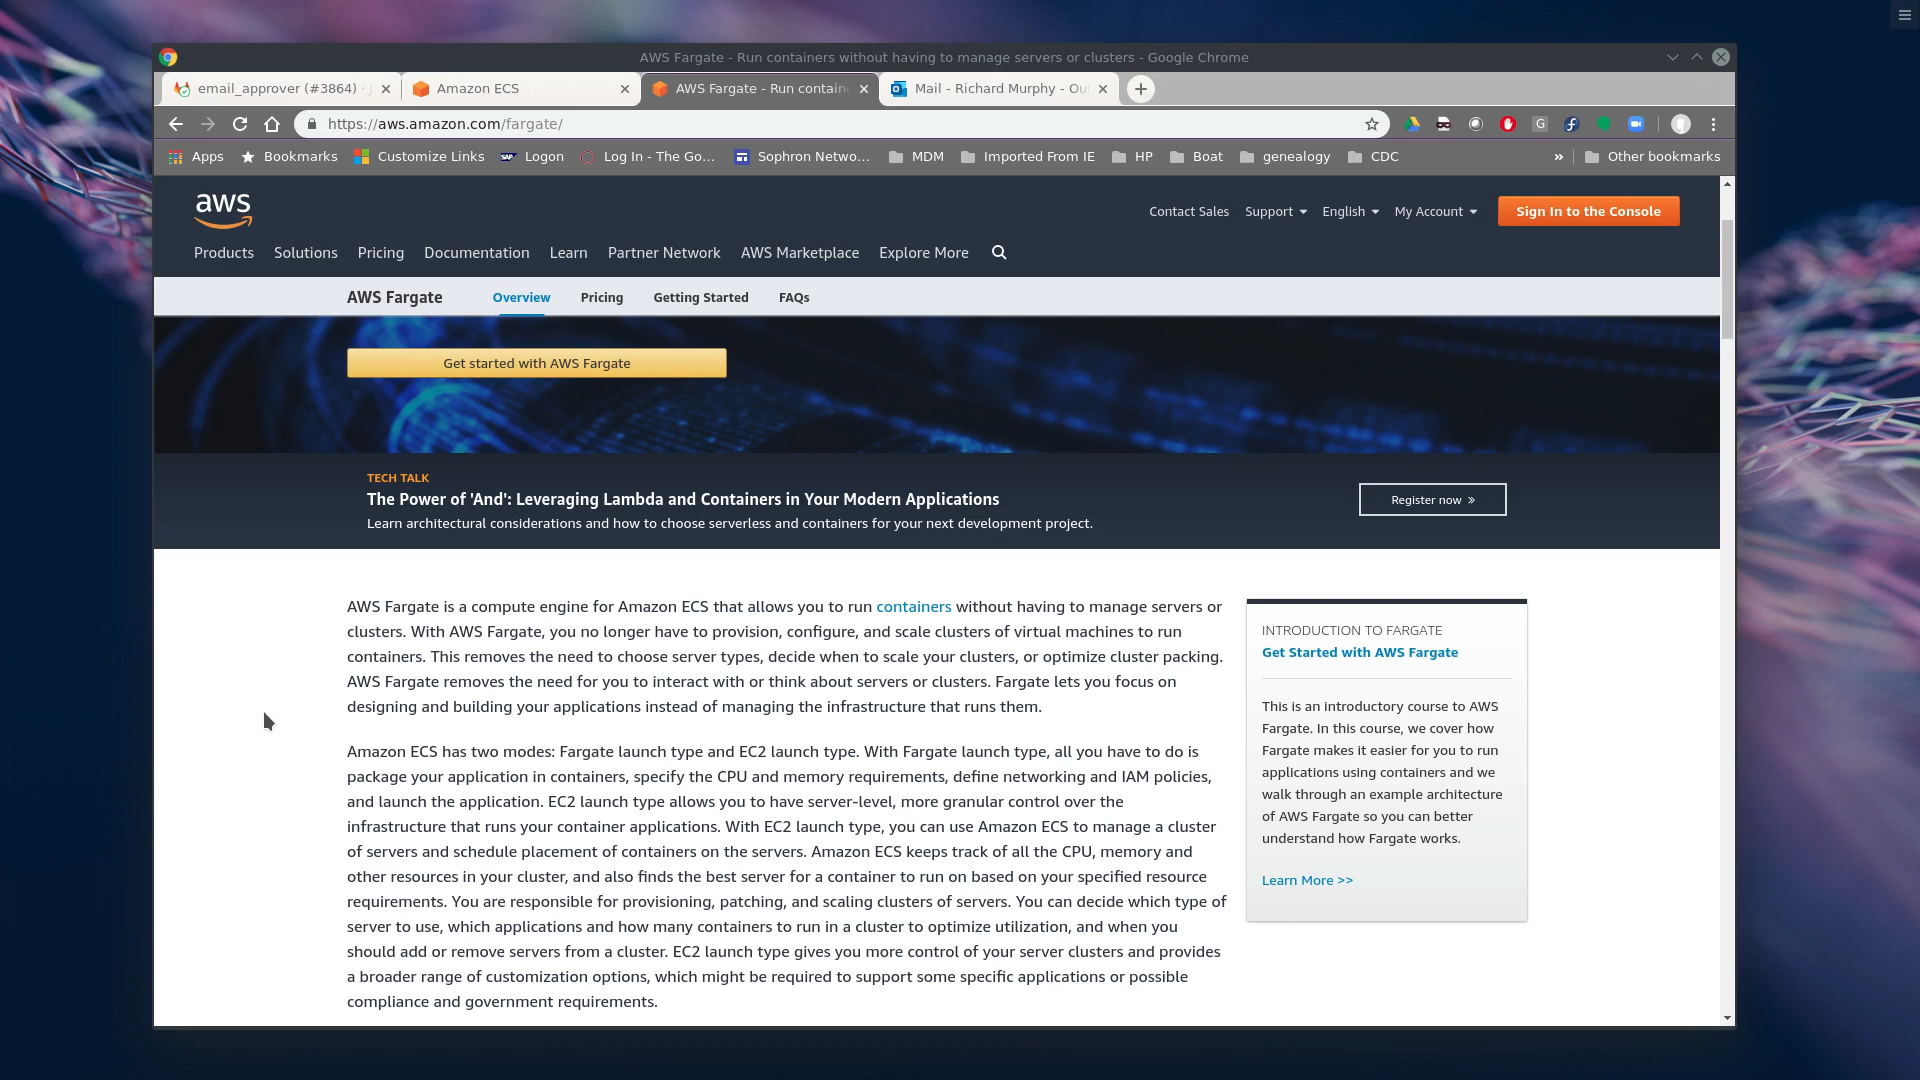 AWS Fargate - Run containers without having to manage servers or clusters - Google Chrome
email_approver (#3864) ·
Amazon ECS
AWS Fargate - Run contain
Mail - Richard Murphy - Ou
https://aws.amazon.com/fargate/
Apps Bookmarks Customize Links Logon Log In - The Go... Sophron Netwo... MDM Imported From IE HP Boat genealogy CDC » Other bookmarks
aws
Contact Sales Support English My Account Sign In to the Console
Products Solutions Pricing Documentation Learn Partner Network AWS Marketplace Explore More
AWS Fargate Overview Pricing Getting Started FAQs
Get started with AWS Fargate
TECH TALK
The Power of 'And': Leveraging Lambda and Containers in Your Modern Applications
Learn architectural considerations and how to choose serverless and containers for your next development project.
Register now »
AWS Fargate is a compute engine for Amazon ECS that allows you to run containers without having to manage servers or
clusters. With AWS Fargate, you no longer have to provision, configure, and scale clusters of virtual machines to run
containers. This removes the need to choose server types, decide when to scale your clusters, or optimize cluster packing.
AWS Fargate removes the need for you to interact with or think about servers or clusters. Fargate lets you focus on
designing and building your applications instead of managing the infrastructure that runs them.
Amazon ECS has two modes: Fargate launch type and EC2 launch type. With Fargate launch type, all you have to do is
package your application in containers, specify the CPU and memory requirements, define networking and IAM policies,
and launch the application. EC2 launch type allows you to have server-level, more granular control over the
infrastructure that runs your container applications. With EC2 launch type, you can use Amazon ECS to manage a cluster
of servers and schedule placement of containers on the servers. Amazon ECS keeps track of all the CPU, memory and
other resources in your cluster, and also finds the best server for a container to run on based on your specified resource
requirements. You are responsible for provisioning, patching, and scaling clusters of servers. You can decide which type of
server to use, which applications and how many containers to run in a cluster to optimize utilization, and when you
should add or remove servers from a cluster. EC2 launch type gives you more control of your server clusters and provides
a broader range of customization options, which might be required to support some specific applications or possible
compliance and government requirements.
INTRODUCTION TO FARGATE
Get Started with AWS Fargate
This is an introductory course to AWS
Fargate. In this course, we cover how
Fargate makes it easier for you to run
applications using containers and we
walk through an example architecture
of AWS Fargate so you can better
understand how Fargate works.
Learn More >>